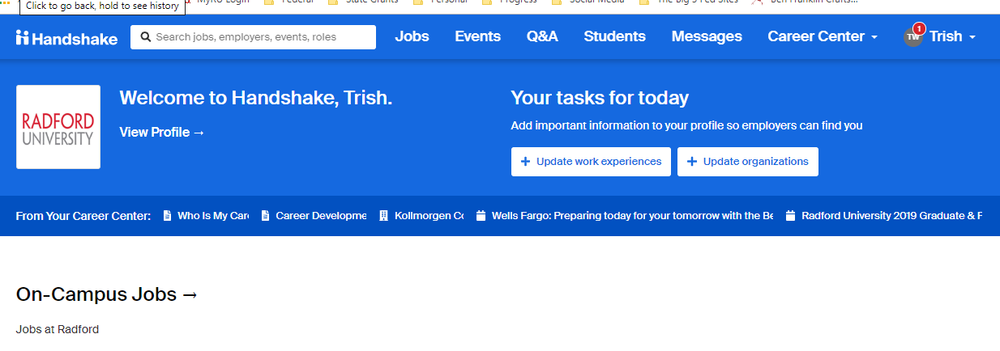 Click to go back, hold to see history
MyRU Login Federal State Grants Personal Progress Social Media The Big 5 Fed Sites Ben Franklin Crafts...
Handshake Search jobs, employers, events, roles Jobs Events Q&A Students Messages Career Center TW 1 Trish
RADFORD
UNIVERSITY
Welcome to Handshake, Trish.
View Profile →
Your tasks for today
Add important information to your profile so employers can find you
+ Update work experiences + Update organizations
From Your Career Center: Who Is My Car Career Developme Kollmorgen Co Wells Fargo: Preparing today for your tomorrow with the Be Radford University 2019 Graduate & F
On-Campus Jobs →
Jobs at Radford